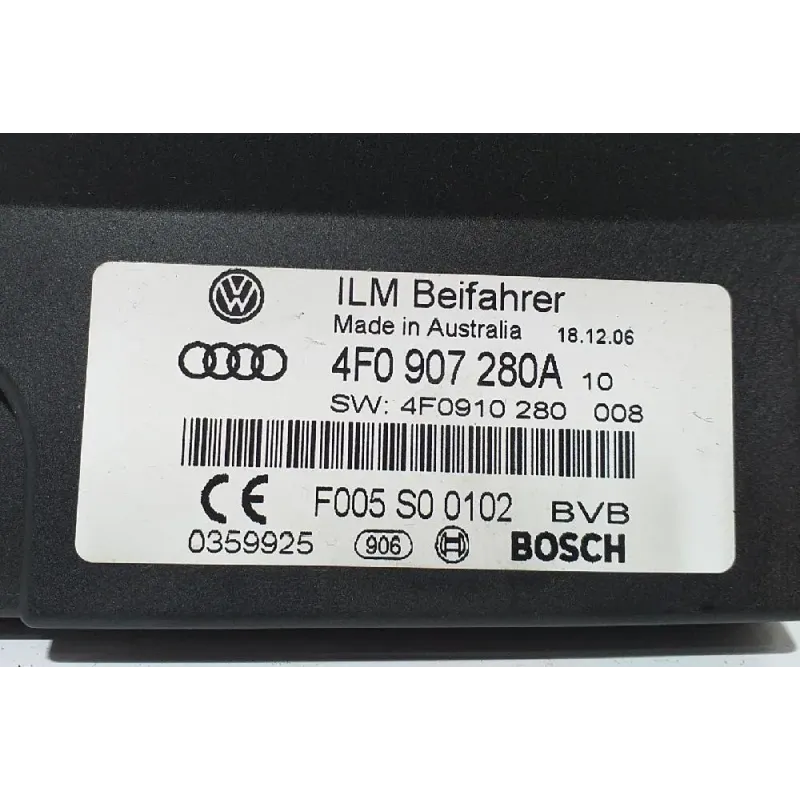 ILM Beifahrer
Made in Australia 18.12.06
4F0 907 280A 10
SW: 4F0910 280 008
CE F005 S0 0102 BVB
0359925 906 BOSCH